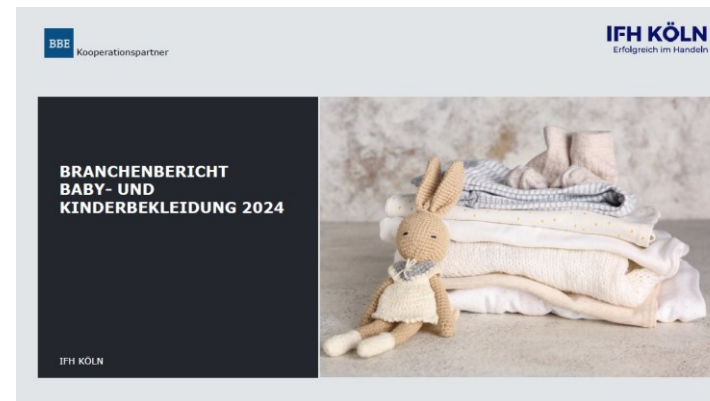 BBE
Kooperationspartner
IFH KÖLN
Erfolgreich im Handeln
BRANCHENBERICHT
BABY- UND
KINDERBEKLEIDUNG 2024
IFH KÖLN